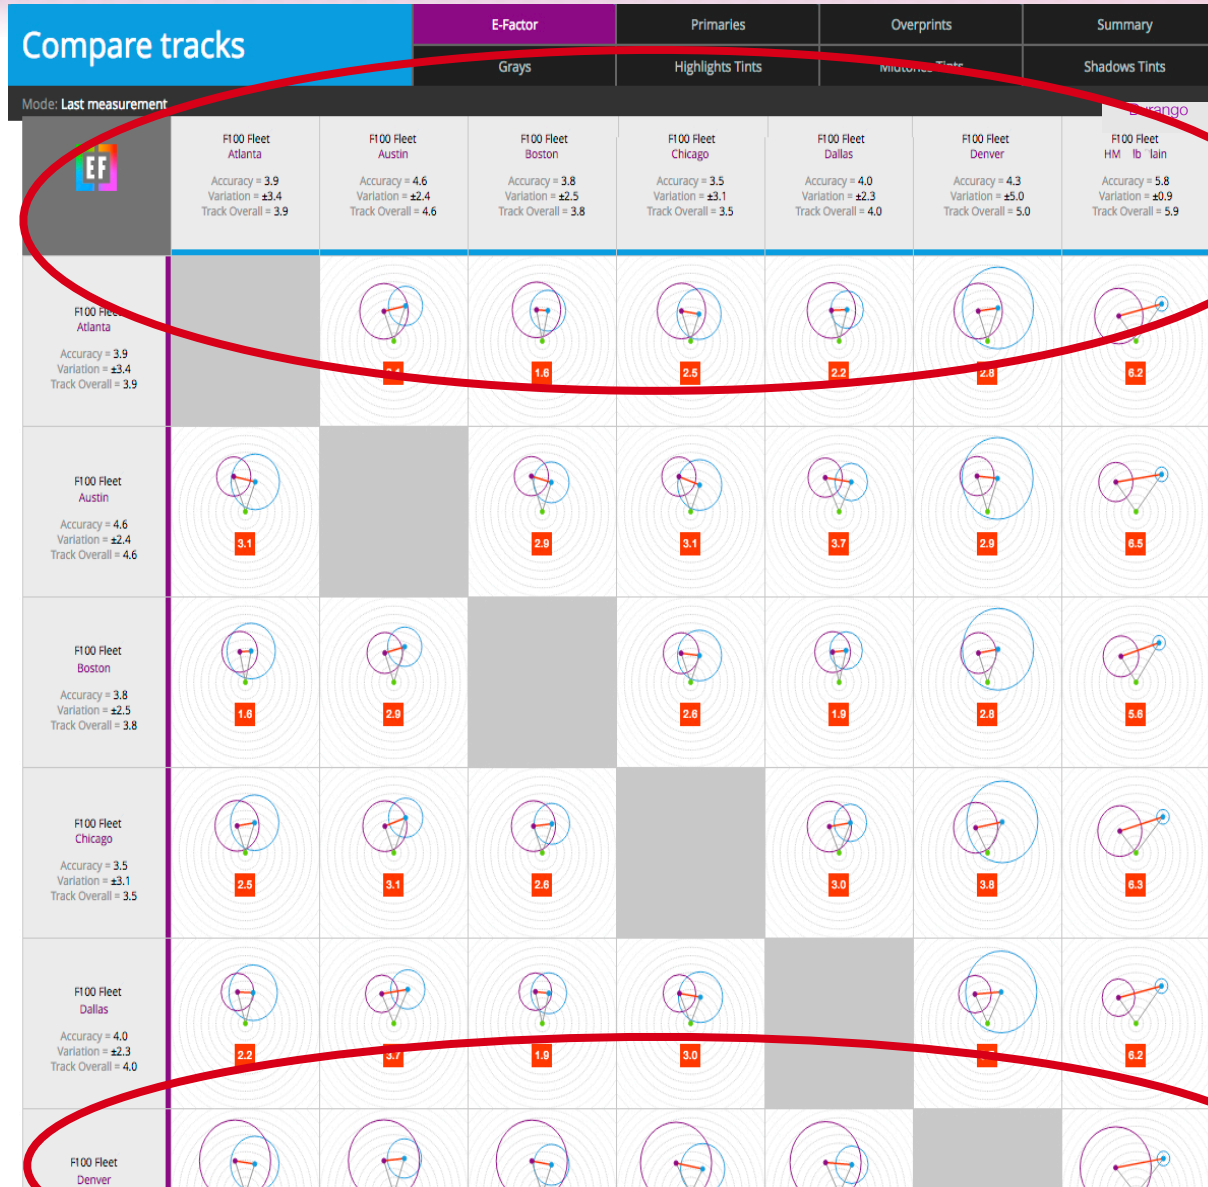 Compare tracks
E-Factor Primaries Overprints Summary
Grays Highlights Tints Midtones Tints Shadows Tints
Mode: Last measurement
Durango
EF
F100 Fleet F100 Fleet F100 Fleet F100 Fleet F100 Fleet F100 Fleet F100 Fleet
Atlanta Austin Boston Chicago Dallas Denver HM lb lain
Accuracy = 3.9 Accuracy = 4.6 Accuracy = 3.8 Accuracy = 3.5 Accuracy = 4.0 Accuracy = 4.3 Accuracy = 5.8
Variation = ±3.4 Variation = ±2.4 Variation = ±2.5 Variation = ±3.1 Variation = ±2.3 Variation = ±5.0 Variation = ±0.9
Track Overall = 3.9 Track Overall = 4.6 Track Overall = 3.8 Track Overall = 3.5 Track Overall = 4.0 Track Overall = 5.0 Track Overall = 5.9
F100 Fleet
Atlanta
Accuracy = 3.9
Variation = ±3.4
Track Overall = 3.9
3.1 1.6 2.5 2.2 2.8 6.2
F100 Fleet
Austin
Accuracy = 4.6
Variation = ±2.4
Track Overall = 4.6
3.1 2.9 3.1 3.7 2.9 6.5
F100 Fleet
Boston
Accuracy = 3.8
Variation = ±2.5
Track Overall = 3.8
1.6 2.9 2.6 1.9 2.8 5.6
F100 Fleet
Chicago
Accuracy = 3.5
Variation = ±3.1
Track Overall = 3.5
2.5 3.1 2.6 3.0 3.8 6.3
F100 Fleet
Dallas
Accuracy = 4.0
Variation = ±2.3
Track Overall = 4.0
2.2 3.7 1.9 3.0 6.2
F100 Fleet
Denver